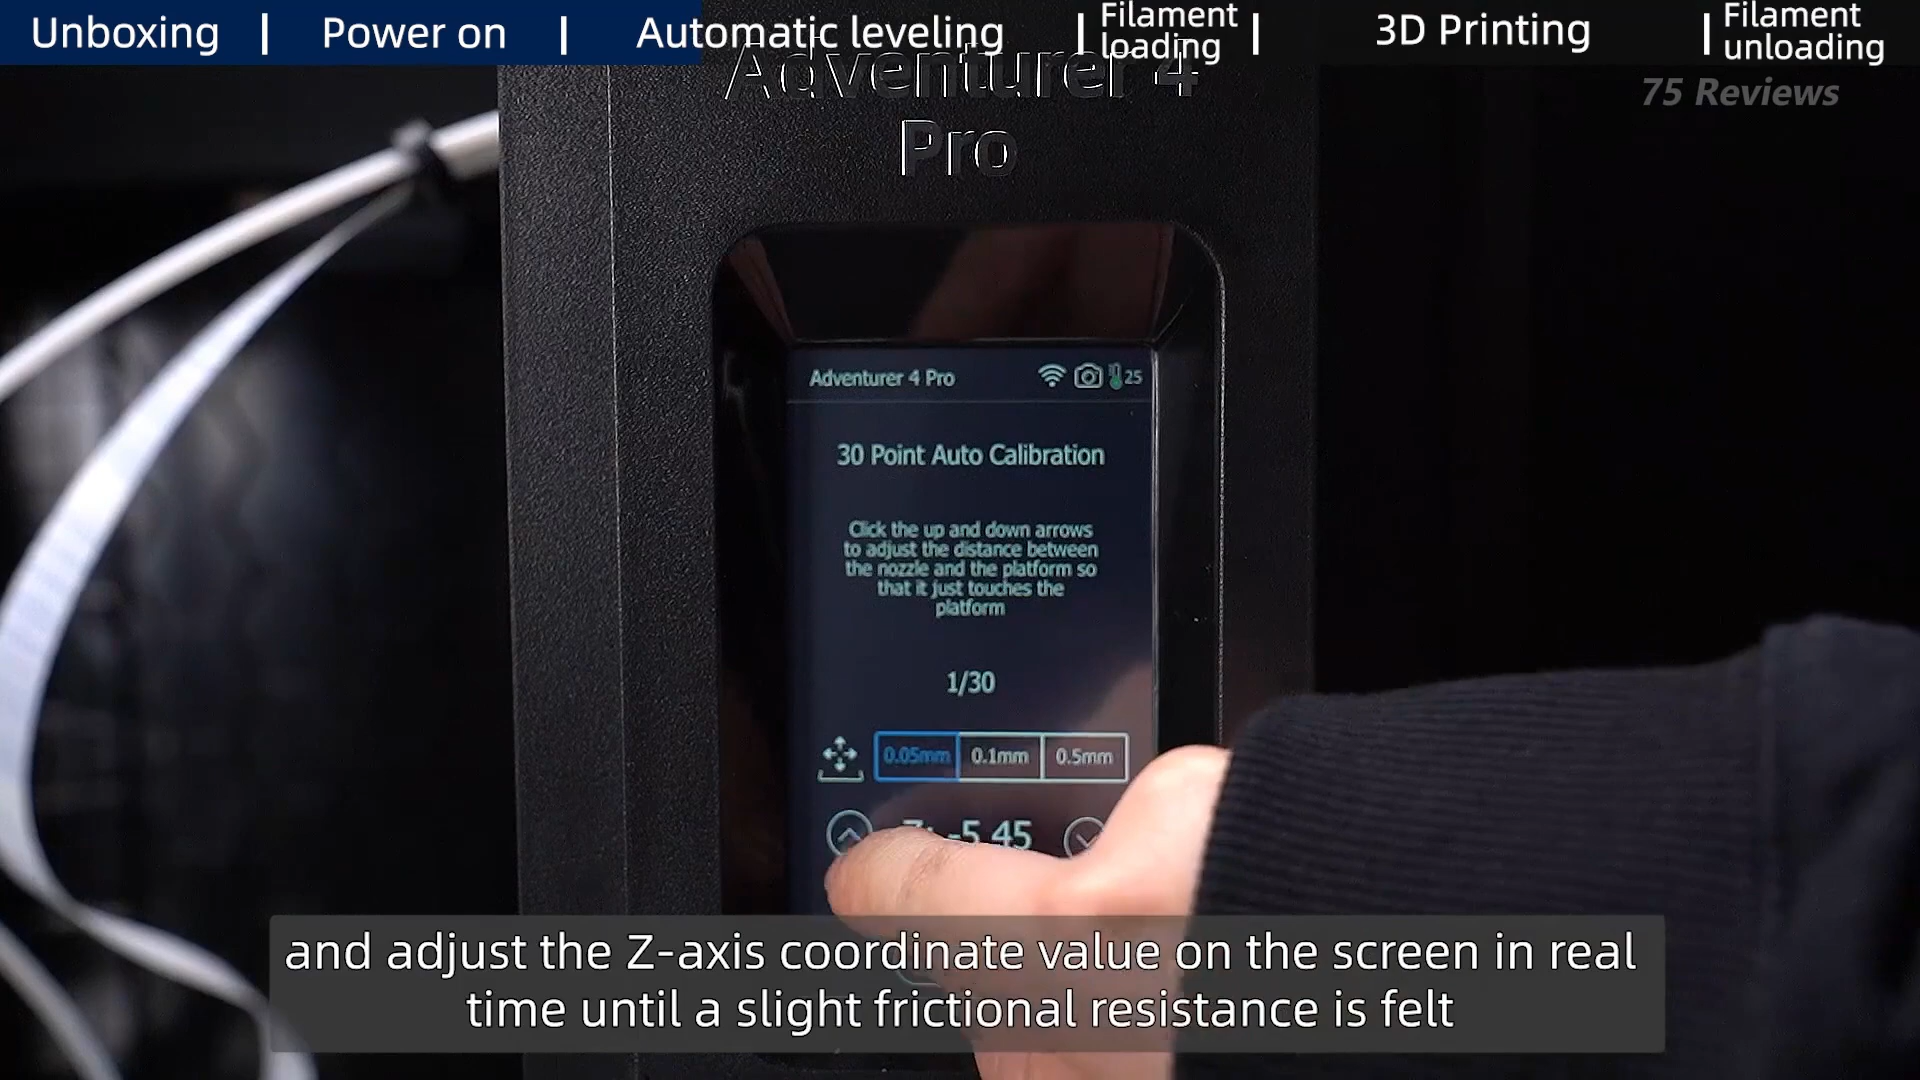 Unboxing | Power on | Automatic leveling | Filament loading | 3D Printing | Filament unloading
75 Reviews
Adventurer 4
Pro
Adventurer 4 Pro 25
30 Point Auto Calibration
Click the up and down arrows
to adjust the distance between
the nozzle and the platform so
that it just touches the
platform
1/30
0.05mm 0.1mm 0.5mm
Z: -5.45
and adjust the Z-axis coordinate value on the screen in real
time until a slight frictional resistance is felt